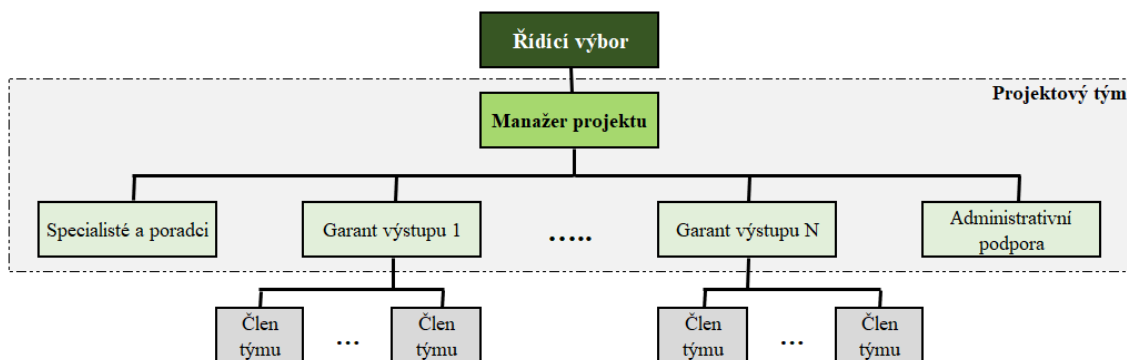 Řídící výbor
Projektový tým
Manažer projektu
Specialisté a poradci
Garant výstupu 1
…..
Garant výstupu N
Administrativní
podpora
Člen
týmu
…
Člen
týmu
Člen
týmu
…
Člen
týmu